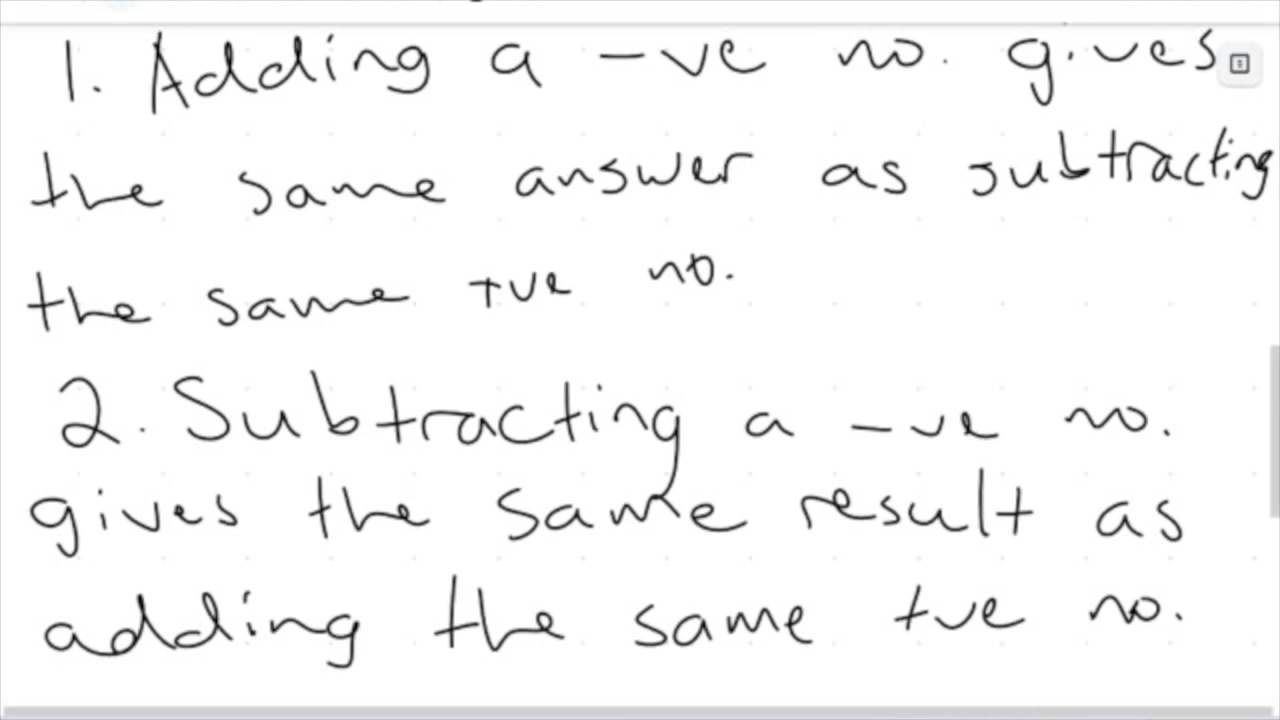 1. Adding a -ve no. gives
the same answer as subtracting
the same +ve no.
2. Subtracting a -ve no.
gives the same result as
adding the same +ve no.